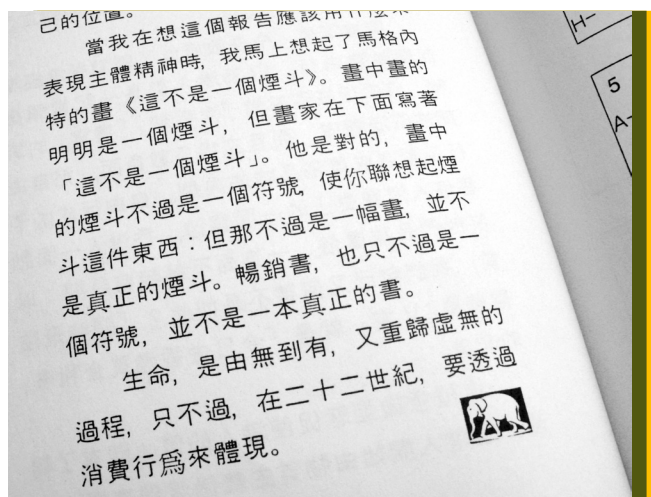 己的位置。
當我在想這個報告應該用什麼來
表現主體精神時，我馬上想起了馬格內
特的畫《這不是一個煙斗》。畫中畫的
明明是一個煙斗，但畫家在下面寫著
「這不是一個煙斗」。他是對的，畫中
的煙斗不過是一個符號，使你聯想起煙
斗這件東西：但那不過是一幅畫，並不
是真正的煙斗。暢銷書，也只不過是一
個符號，並不是一本真正的書。
生命，是由無到有，又重歸虛無的
過程，只不過，在二十二世紀，要透過
消費行為來體現。
H—
5
A—